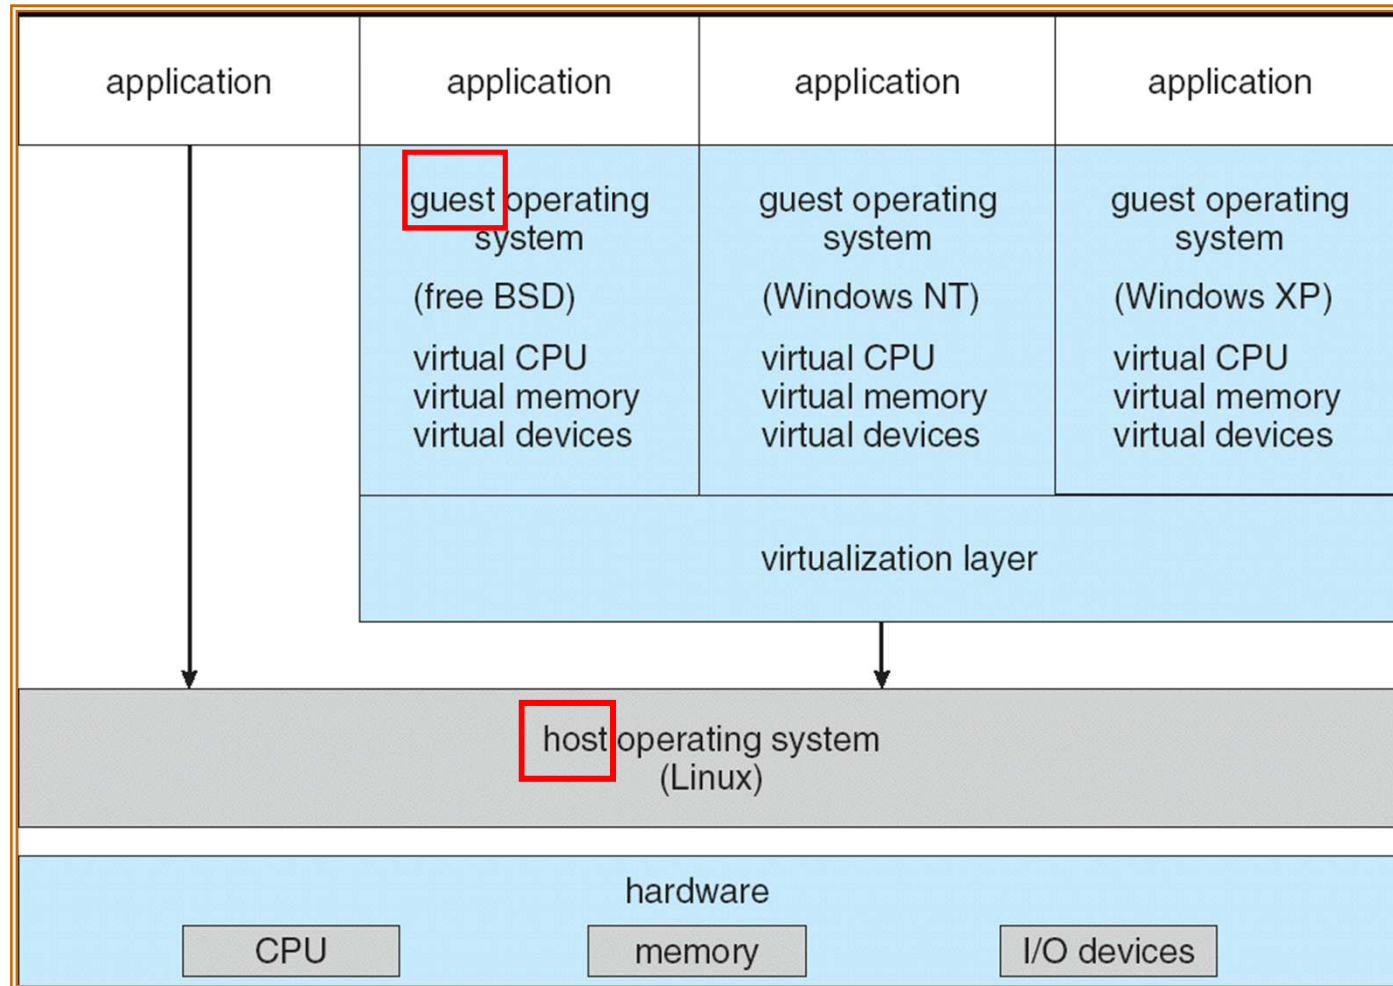 application
application
application
application
guest operating
system
(free BSD)
virtual CPU
virtual memory
virtual devices
guest operating
system
(Windows NT)
virtual CPU
virtual memory
virtual devices
guest operating
system
(Windows XP)
virtual CPU
virtual memory
virtual devices
virtualization layer
host operating system
(Linux)
hardware
CPU
memory
I/O devices